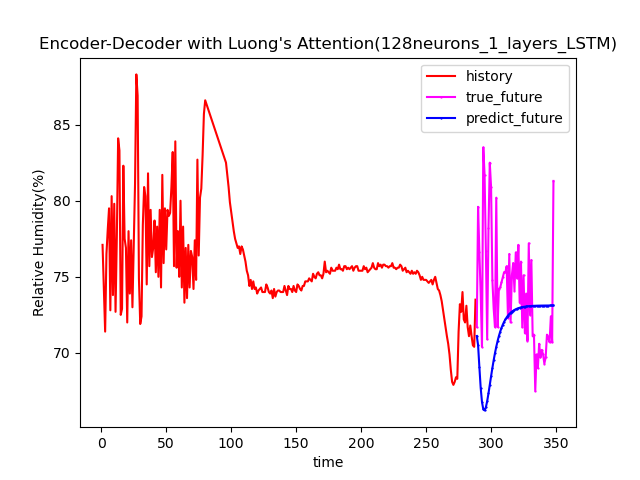 Encoder-Decoder with Luong's Attention(128neurons_1_layers_LSTM)
history
true_future
predict_future
Relative Humidity(%)
85
80
75
70
0 50 100 150 200 250 300 350
time